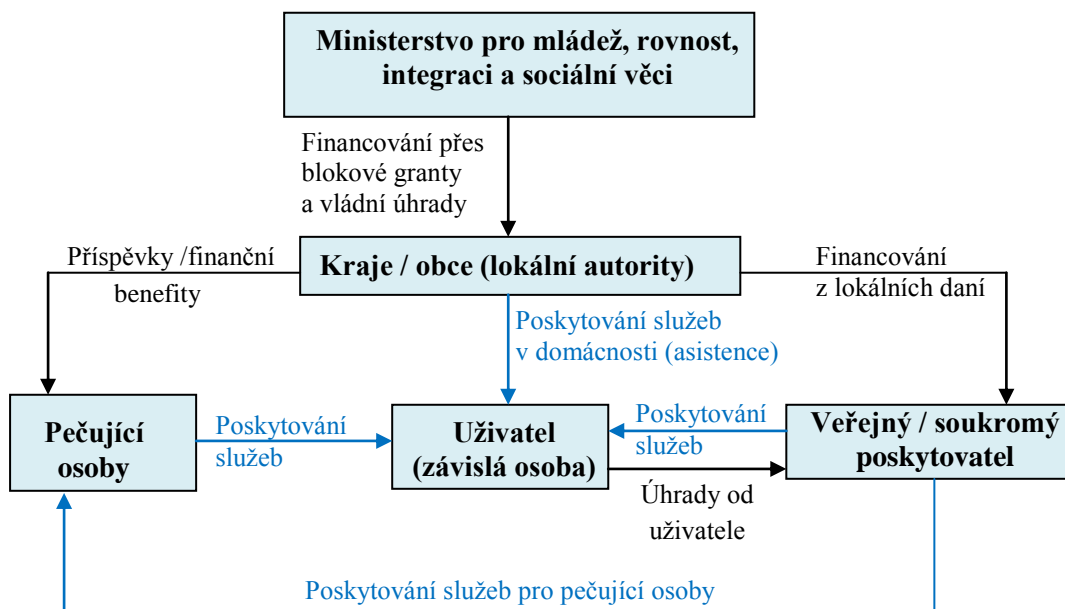 Ministerstvo pro mládež, rovnost,
integraci a sociální věci
Financování přes
blokové granty
a vládní úhrady
Příspěvky /finanční
benefity
Kraje / obce (lokální autority)
Financování
z lokálních daní
Poskytování služeb
v domácnosti (asistence)
Pečující
osoby
Poskytování
služeb
Uživatel
(závislá osoba)
Poskytování
služeb
Veřejný / soukromý
poskytovatel
Úhrady od
uživatele
Poskytování služeb pro pečující osoby